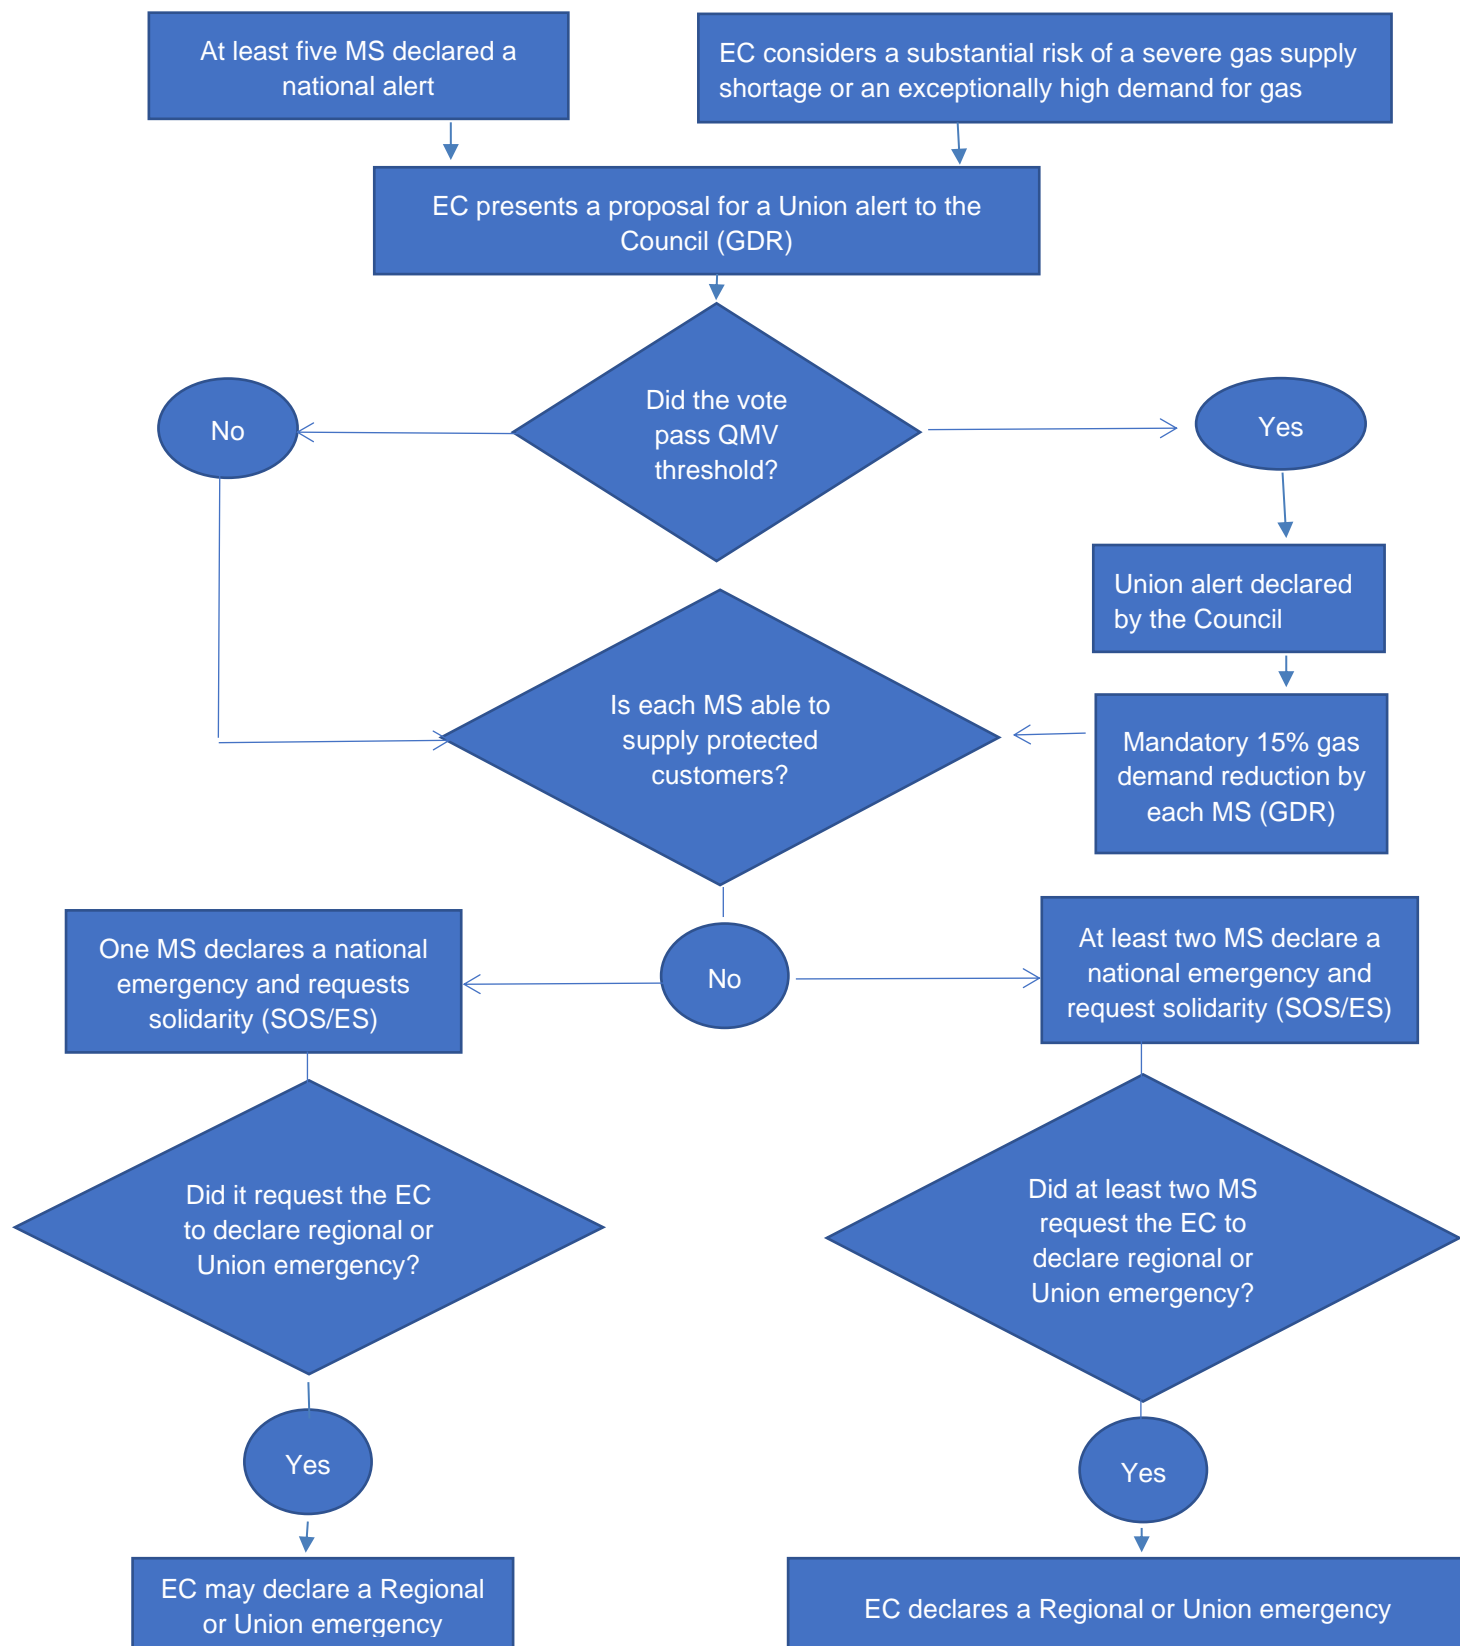 At least five MS declared a
national alert
EC considers a substantial risk of a severe gas supply
shortage or an exceptionally high demand for gas
EC presents a proposal for a Union alert to the
Council (GDR)
Did the vote
pass QMV
threshold?
No
Yes
Union alert declared
by the Council
Is each MS able to
supply protected
customers?
Mandatory 15% gas
demand reduction by
each MS (GDR)
One MS declares a national
emergency and requests
solidarity (SOS/ES)
No
At least two MS declare a
national emergency and
request solidarity (SOS/ES)
Did it request the EC
to declare regional or
Union emergency?
Did at least two MS
request the EC to
declare regional or
Union emergency?
Yes
Yes
EC may declare a Regional
or Union emergency
EC declares a Regional or Union emergency